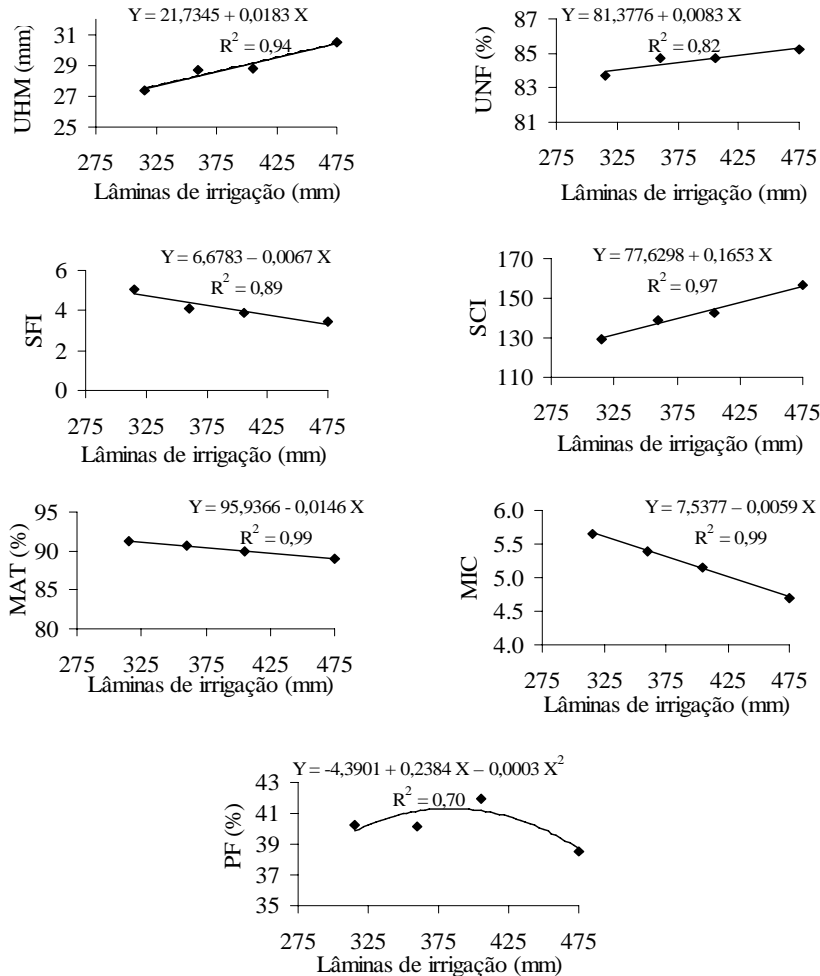 Y = 21,7345 + 0,0183 X
R² = 0,94
UHM (mm)
31
29
27
25
275 325 375 425 475
Lâminas de irrigação (mm)
Y = 81,3776 + 0,0083 X
R² = 0,82
UNF (%)
87
85
83
81
275 325 375 425 475
Lâminas de irrigação (mm)
Y = 6,6783 – 0,0067 X
R² = 0,89
SFI
6
4
2
0
275 325 375 425 475
Lâminas de irrigação (mm)
Y = 77,6298 + 0,1653 X
R² = 0,97
SCI
170
150
130
110
275 325 375 425 475
Lâminas de irrigação (mm)
Y = 95,9366 - 0,0146 X
R² = 0,99
MAT (%)
95
90
85
80
275 325 375 425 475
Lâminas de irrigação (mm)
Y = 7,5377 – 0,0059 X
R² = 0,99
MIC
6.0
5.5
5.0
4.5
4.0
275 325 375 425 475
Lâminas de irrigação (mm)
Y = -4,3901 + 0,2384 X – 0,0003 X²
R² = 0,70
PF (%)
43
41
39
37
35
275 325 375 425 475
Lâminas de irrigação (mm)